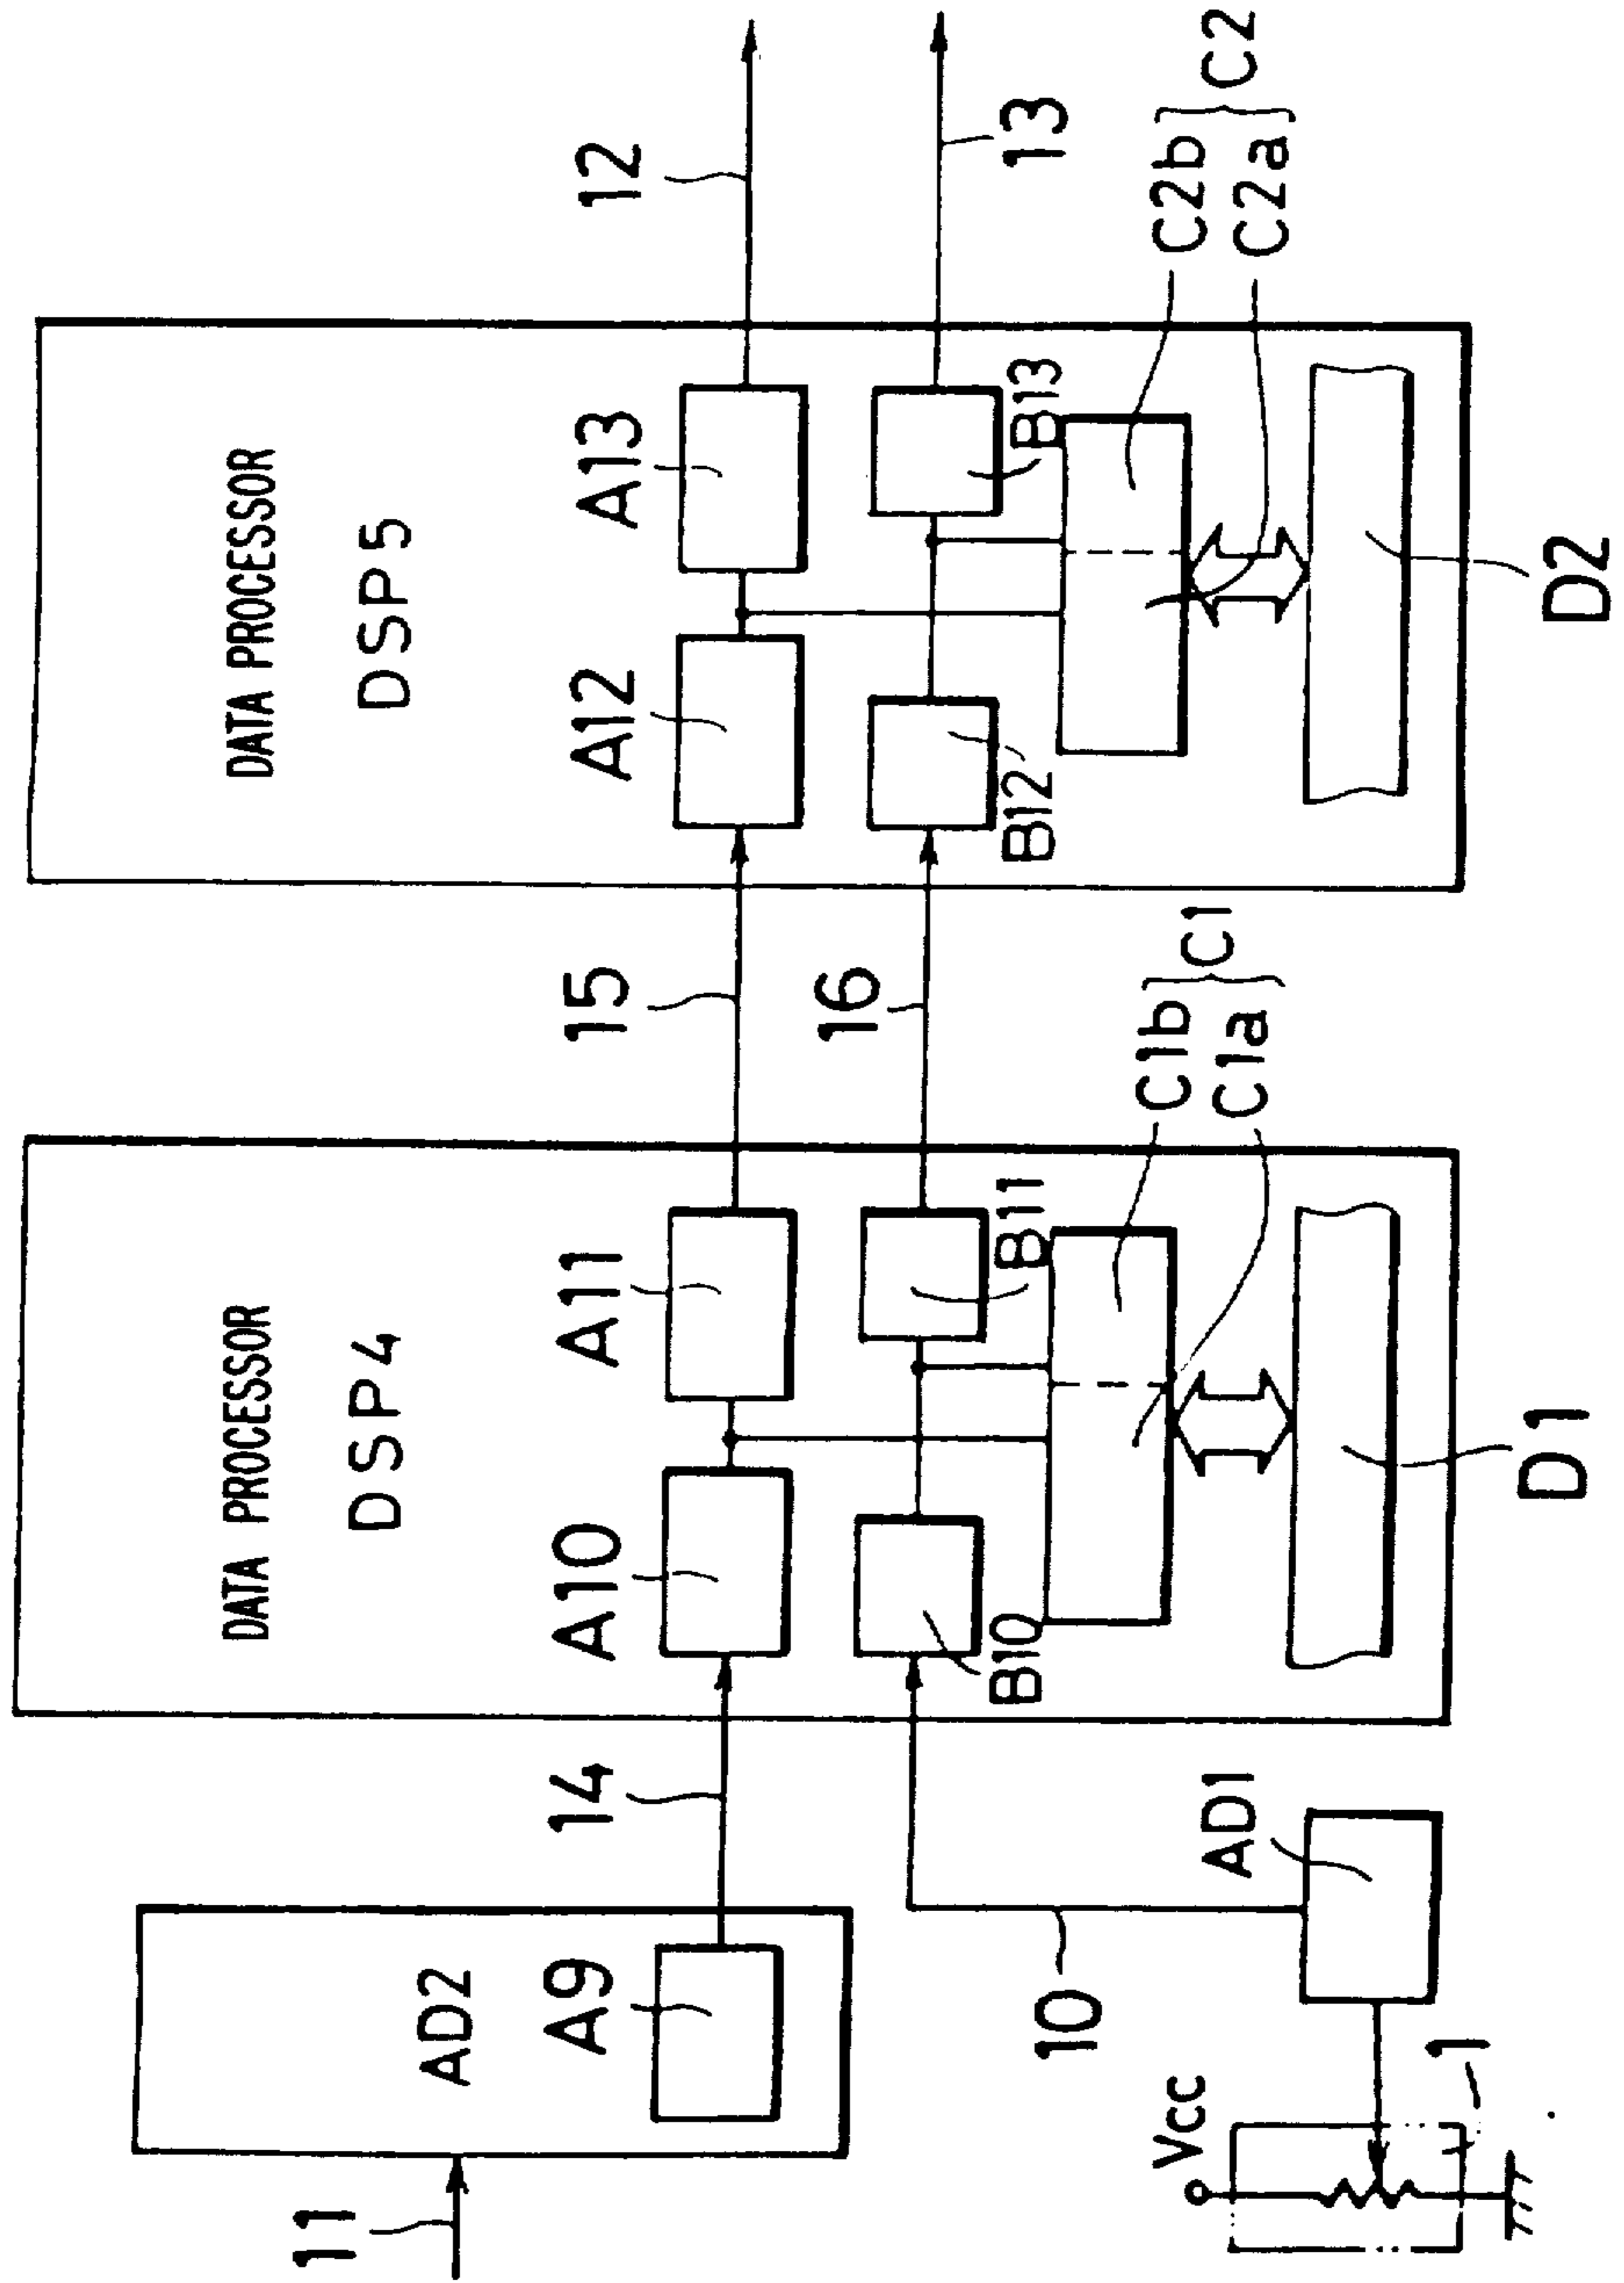 11
AD2
A9
14
DATA PROCESSOR
DSP4
A10
A11
B10
B11
C1b
C1a
C1
D1
15
16
DATA PROCESSOR
DSP5
A12
A13
B12
B13
C2b
C2a
C2
D2
12
13
Vcc
1
10
AD1